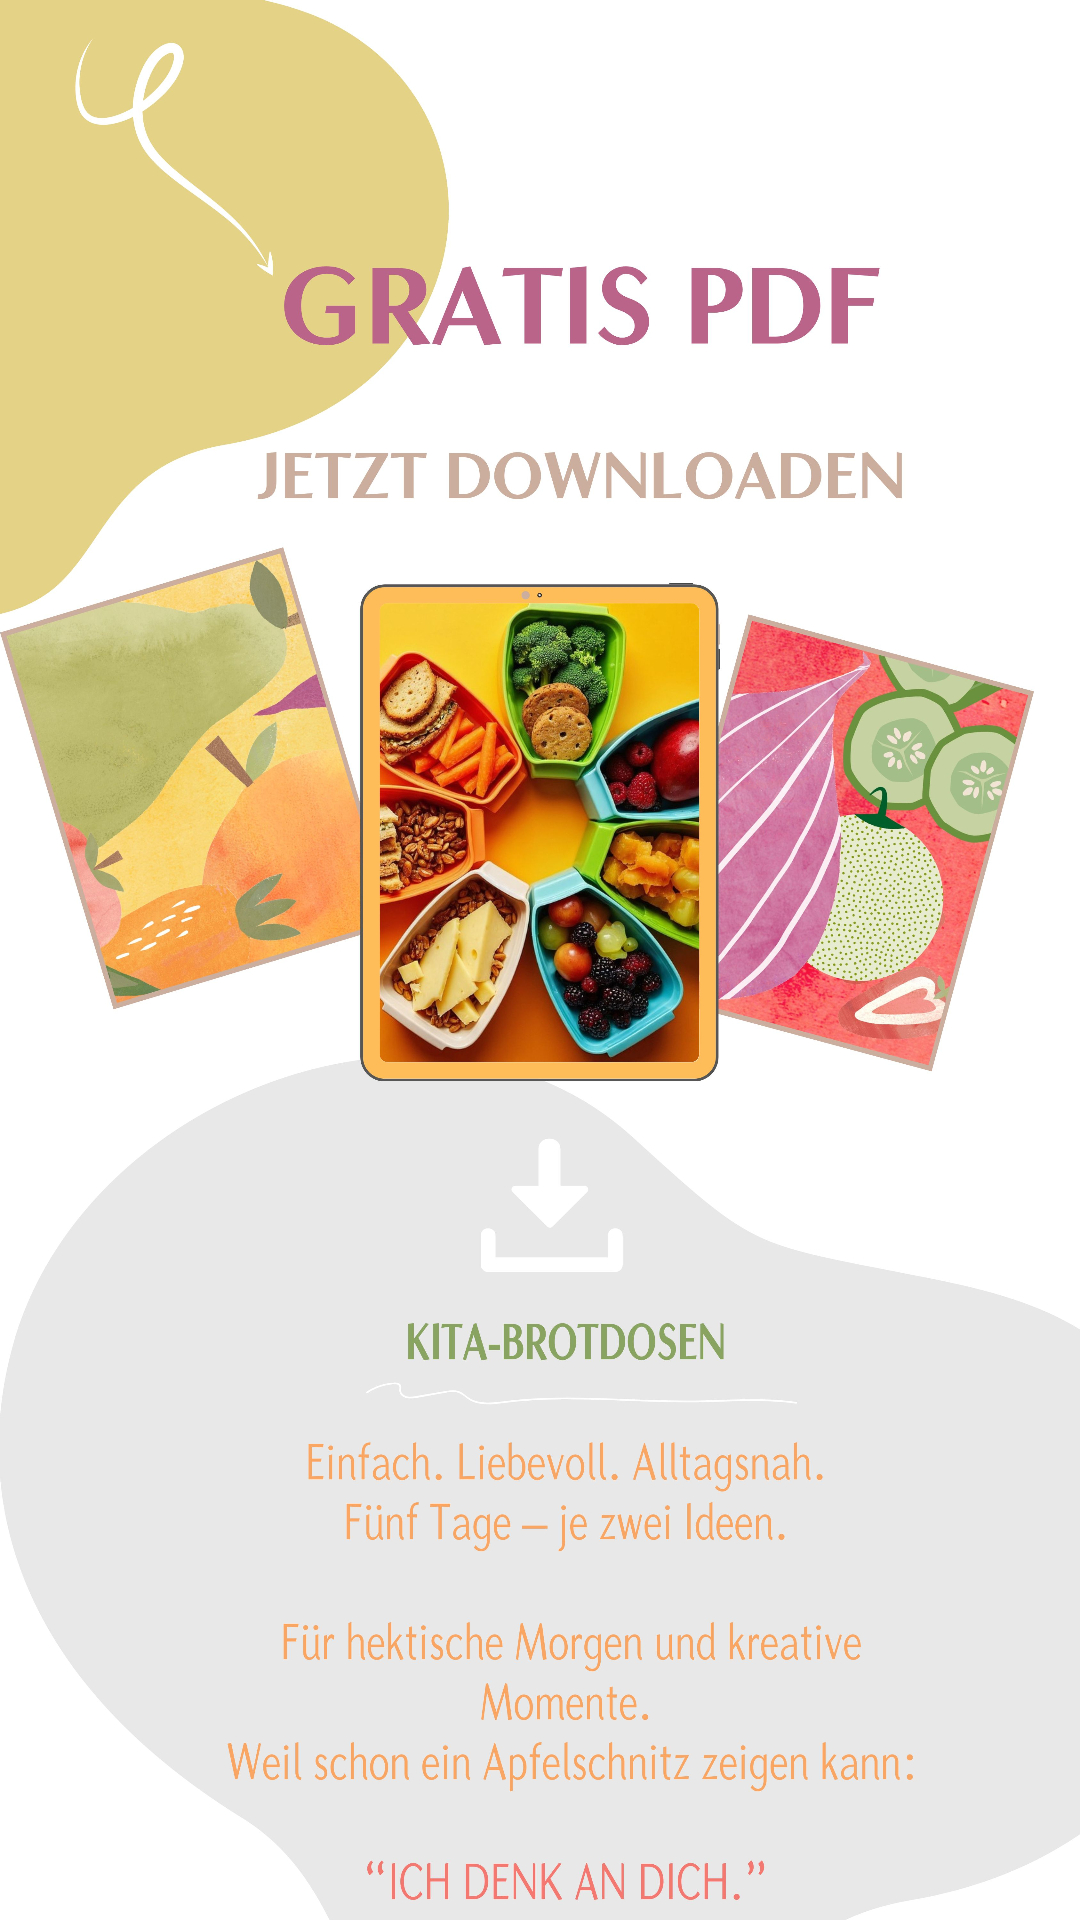 GRATIS PDF
JETZT DOWNLOADEN
KITA-BROTDOSEN
Einfach. Liebevoll. Alltagsnah.
Fünf Tage – je zwei Ideen.
Für hektische Morgen und kreative
Momente.
Weil schon ein Apfelschnitz zeigen kann:
“ICH DENK AN DICH.”